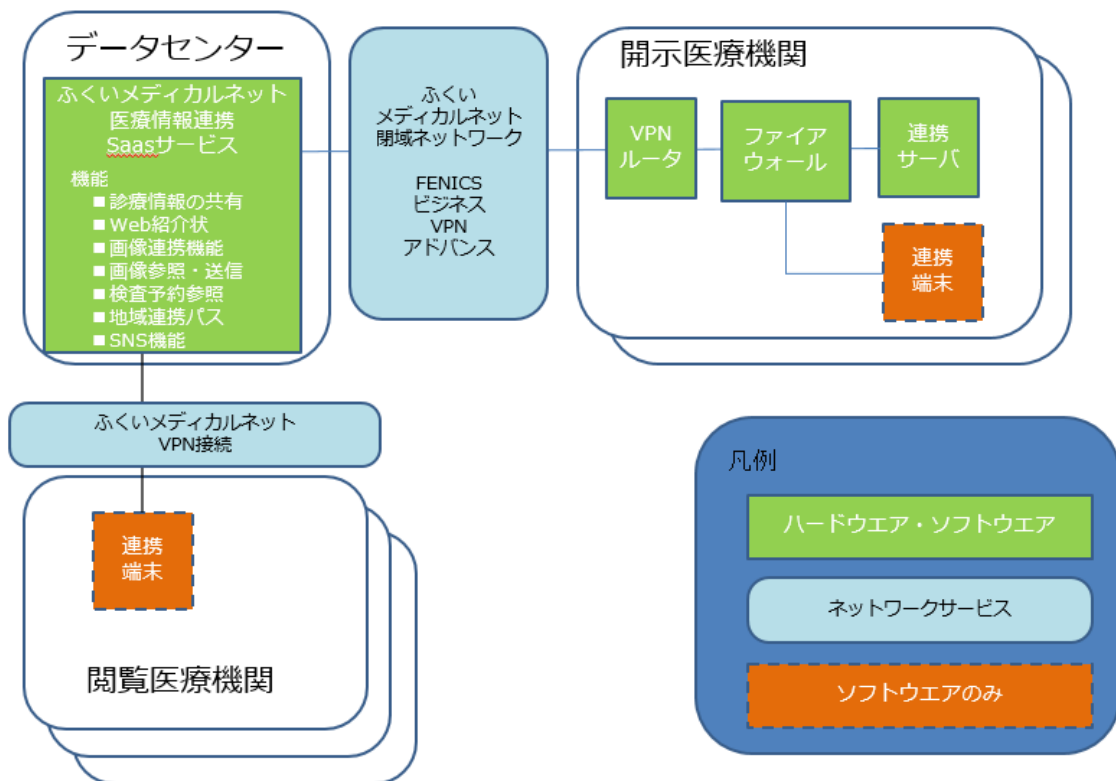 データセンター
ふくいメディカルネット
医療情報連携
Saasサービス
機能
■診療情報の共有
■Web紹介状
■画像連携機能
■画像参照・送信
■検査予約参照
■地域連携パス
■SNS機能
ふくい
メディカルネット
閉域ネットワーク
FENICS
ビジネス
VPN
アドバンス
開示医療機関
VPN
ルータ
ファイア
ウォール
連携
サーバ
連携
端末
ふくいメディカルネット
VPN接続
連携
端末
閲覧医療機関
凡例
ハードウエア・ソフトウエア
ネットワークサービス
ソフトウエアのみ